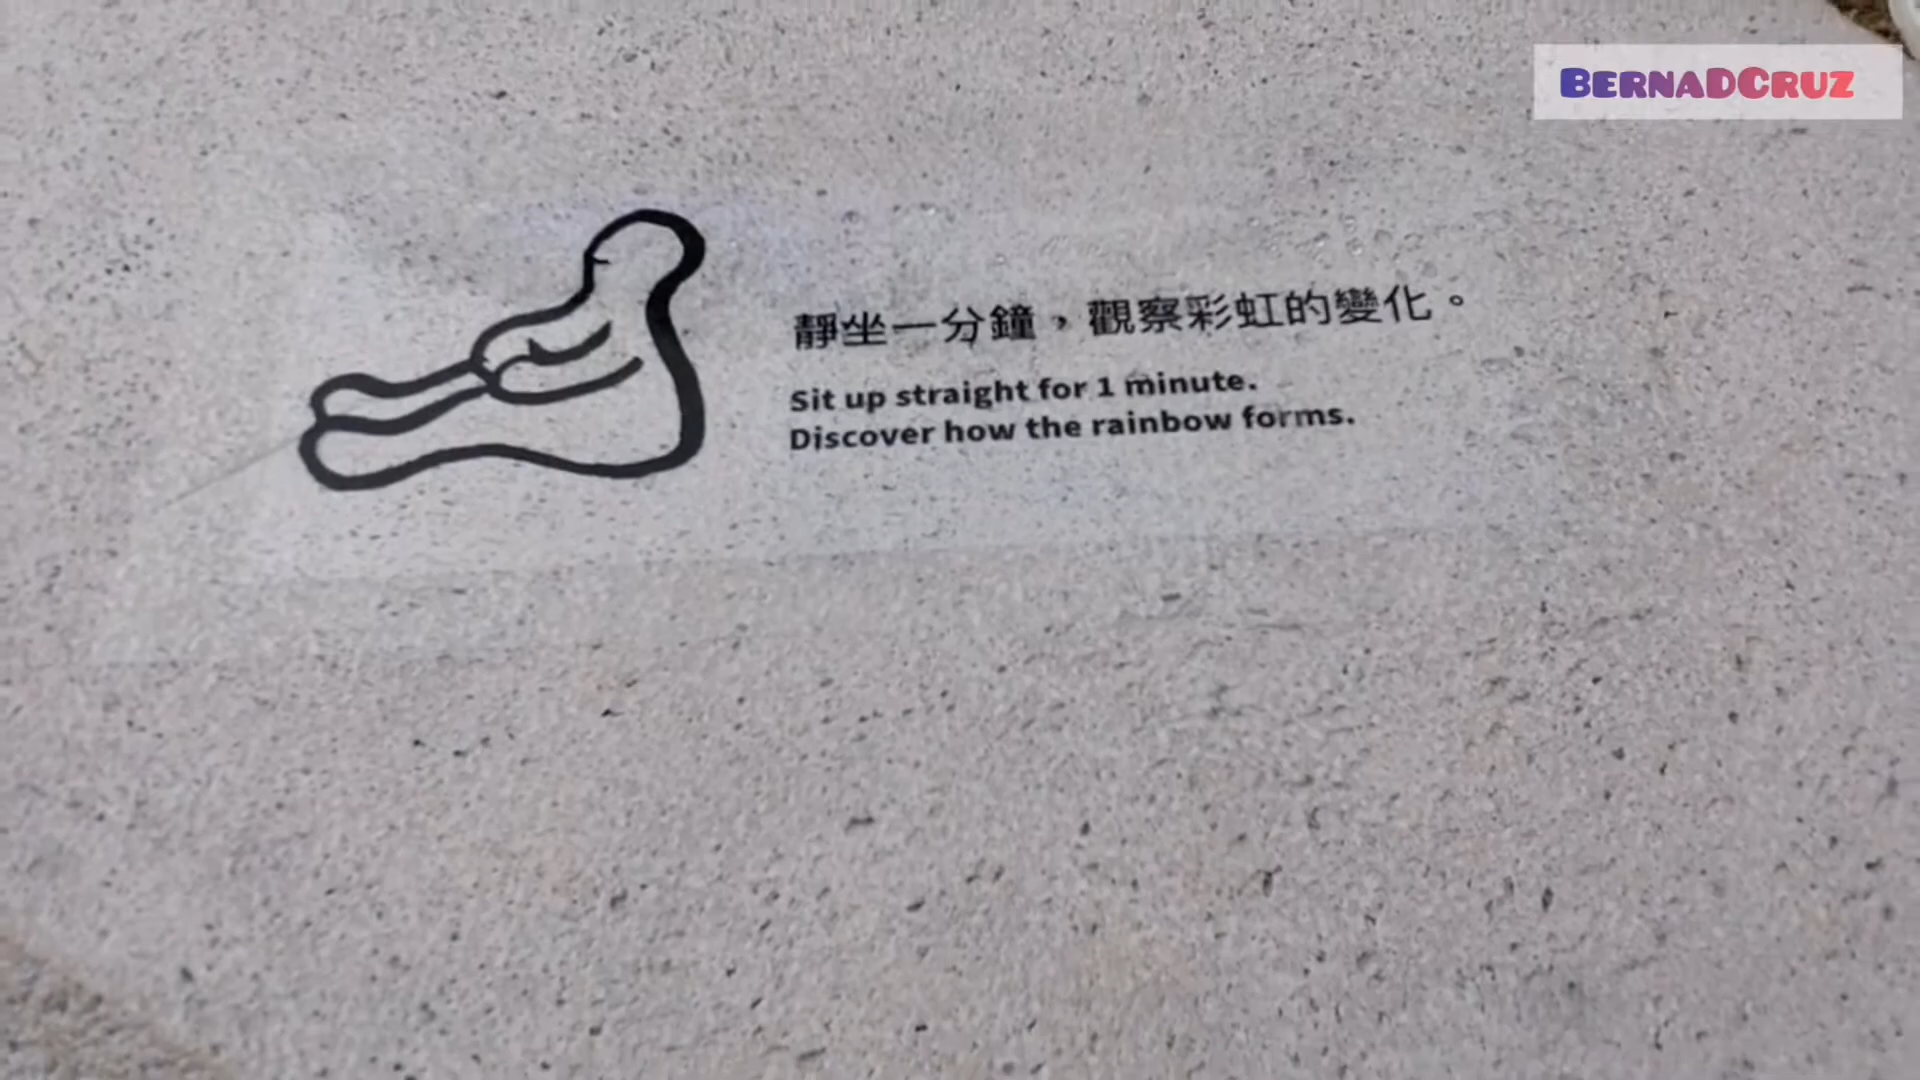 BERNADCRUZ
靜坐一分鐘，觀察彩虹的變化。
Sit up straight for 1 minute.
Discover how the rainbow forms.